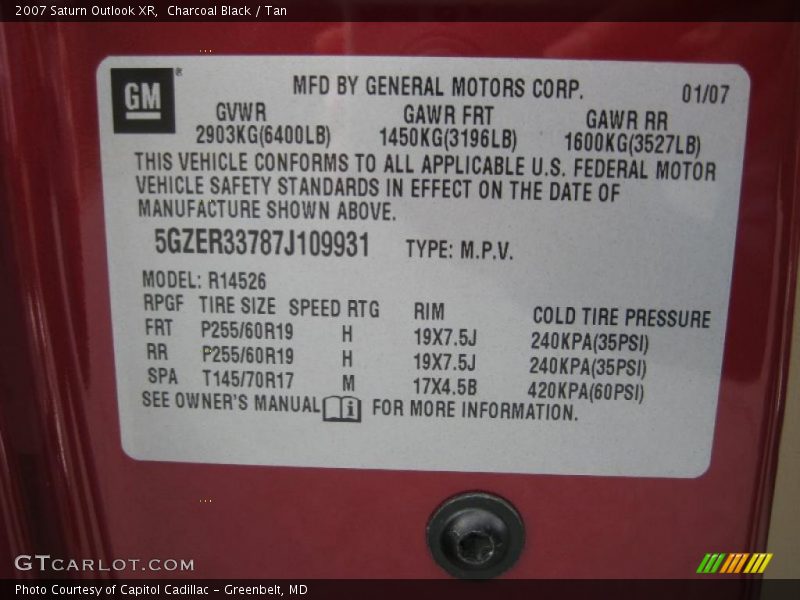 2007 Saturn Outlook XR,  Charcoal Black / Tan
GM®
MFD BY GENERAL MOTORS CORP. 01/07
GVWR GAWR FRT GAWR RR
2903KG(6400LB) 1450KG(3196LB) 1600KG(3527LB)
THIS VEHICLE CONFORMS TO ALL APPLICABLE U.S. FEDERAL MOTOR
VEHICLE SAFETY STANDARDS IN EFFECT ON THE DATE OF
MANUFACTURE SHOWN ABOVE.
5GZER33787J109931 TYPE: M.P.V.
MODEL: R14526
RPGF TIRE SIZE SPEED RTG RIM COLD TIRE PRESSURE
FRT P255/60R19 H 19X7.5J 240KPA(35PSI)
RR P255/60R19 H 19X7.5J 240KPA(35PSI)
SPA T145/70R17 M 17X4.5B 420KPA(60PSI)
SEE OWNER'S MANUAL i FOR MORE INFORMATION.
GTCARLOT.COM
Photo Courtesy of Capitol Cadillac - Greenbelt, MD